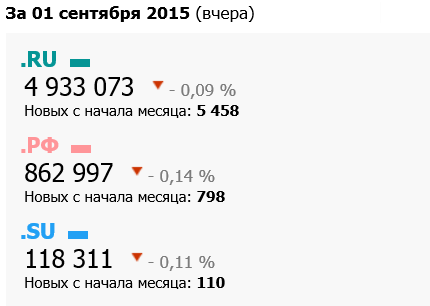 За 01 сентября 2015 (вчера)
.RU
4 933 073 - 0,09 %
Новых с начала месяца: 5 458
.РФ
862 997 - 0,14 %
Новых с начала месяца: 798
.SU
118 311 - 0,11 %
Новых с начала месяца: 110